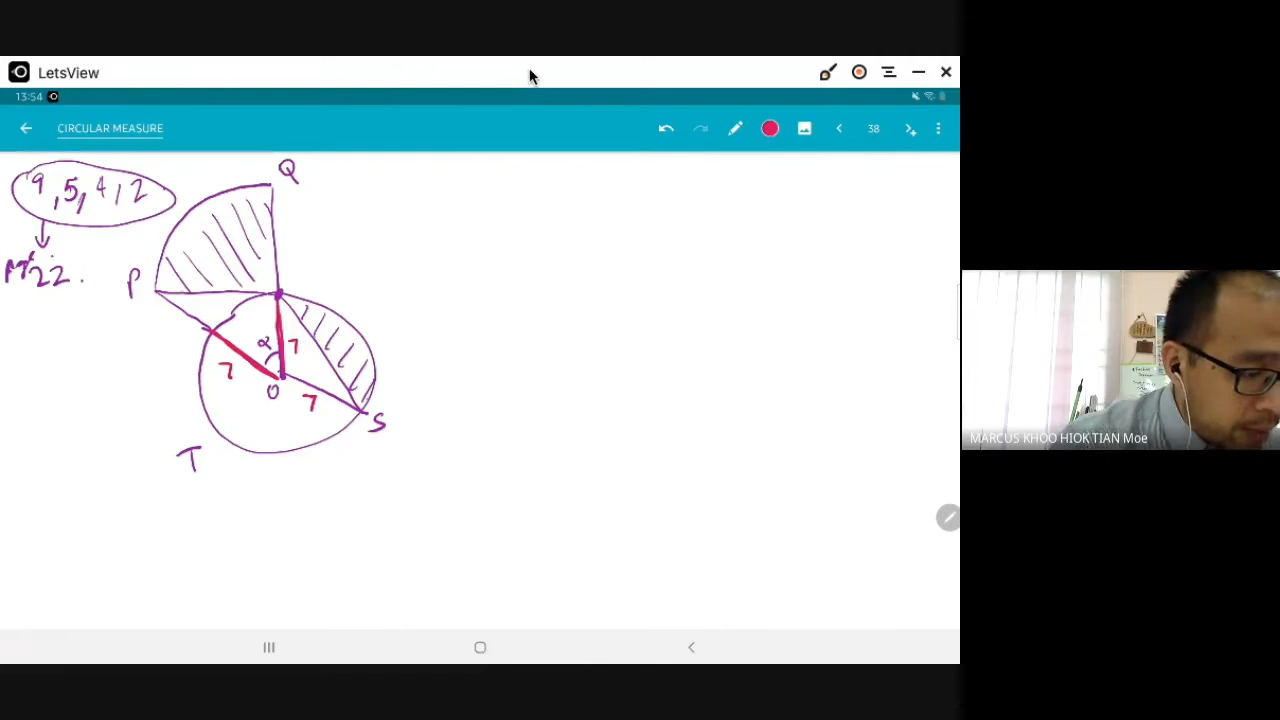 LetsView
13:54
CIRCULAR MEASURE
38
Q
9, 5, 4, 2
22.
P
α
7
7
O
7
S
T
MARCUS KHOO HIOK TIAN Moe